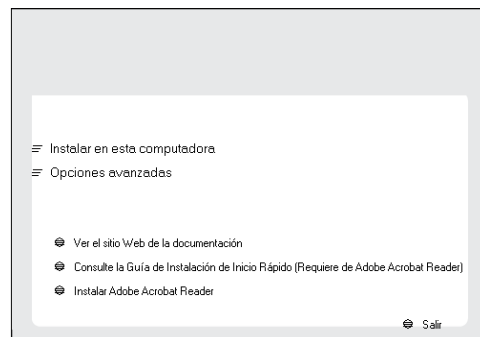 Instalar en esta computadora
Opciones avanzadas
Ver el sitio Web de la documentación
Consulte la Guía de Instalación de Inicio Rápido (Requiere de Adobe Acrobat Reader)
Instalar Adobe Acrobat Reader
Salir